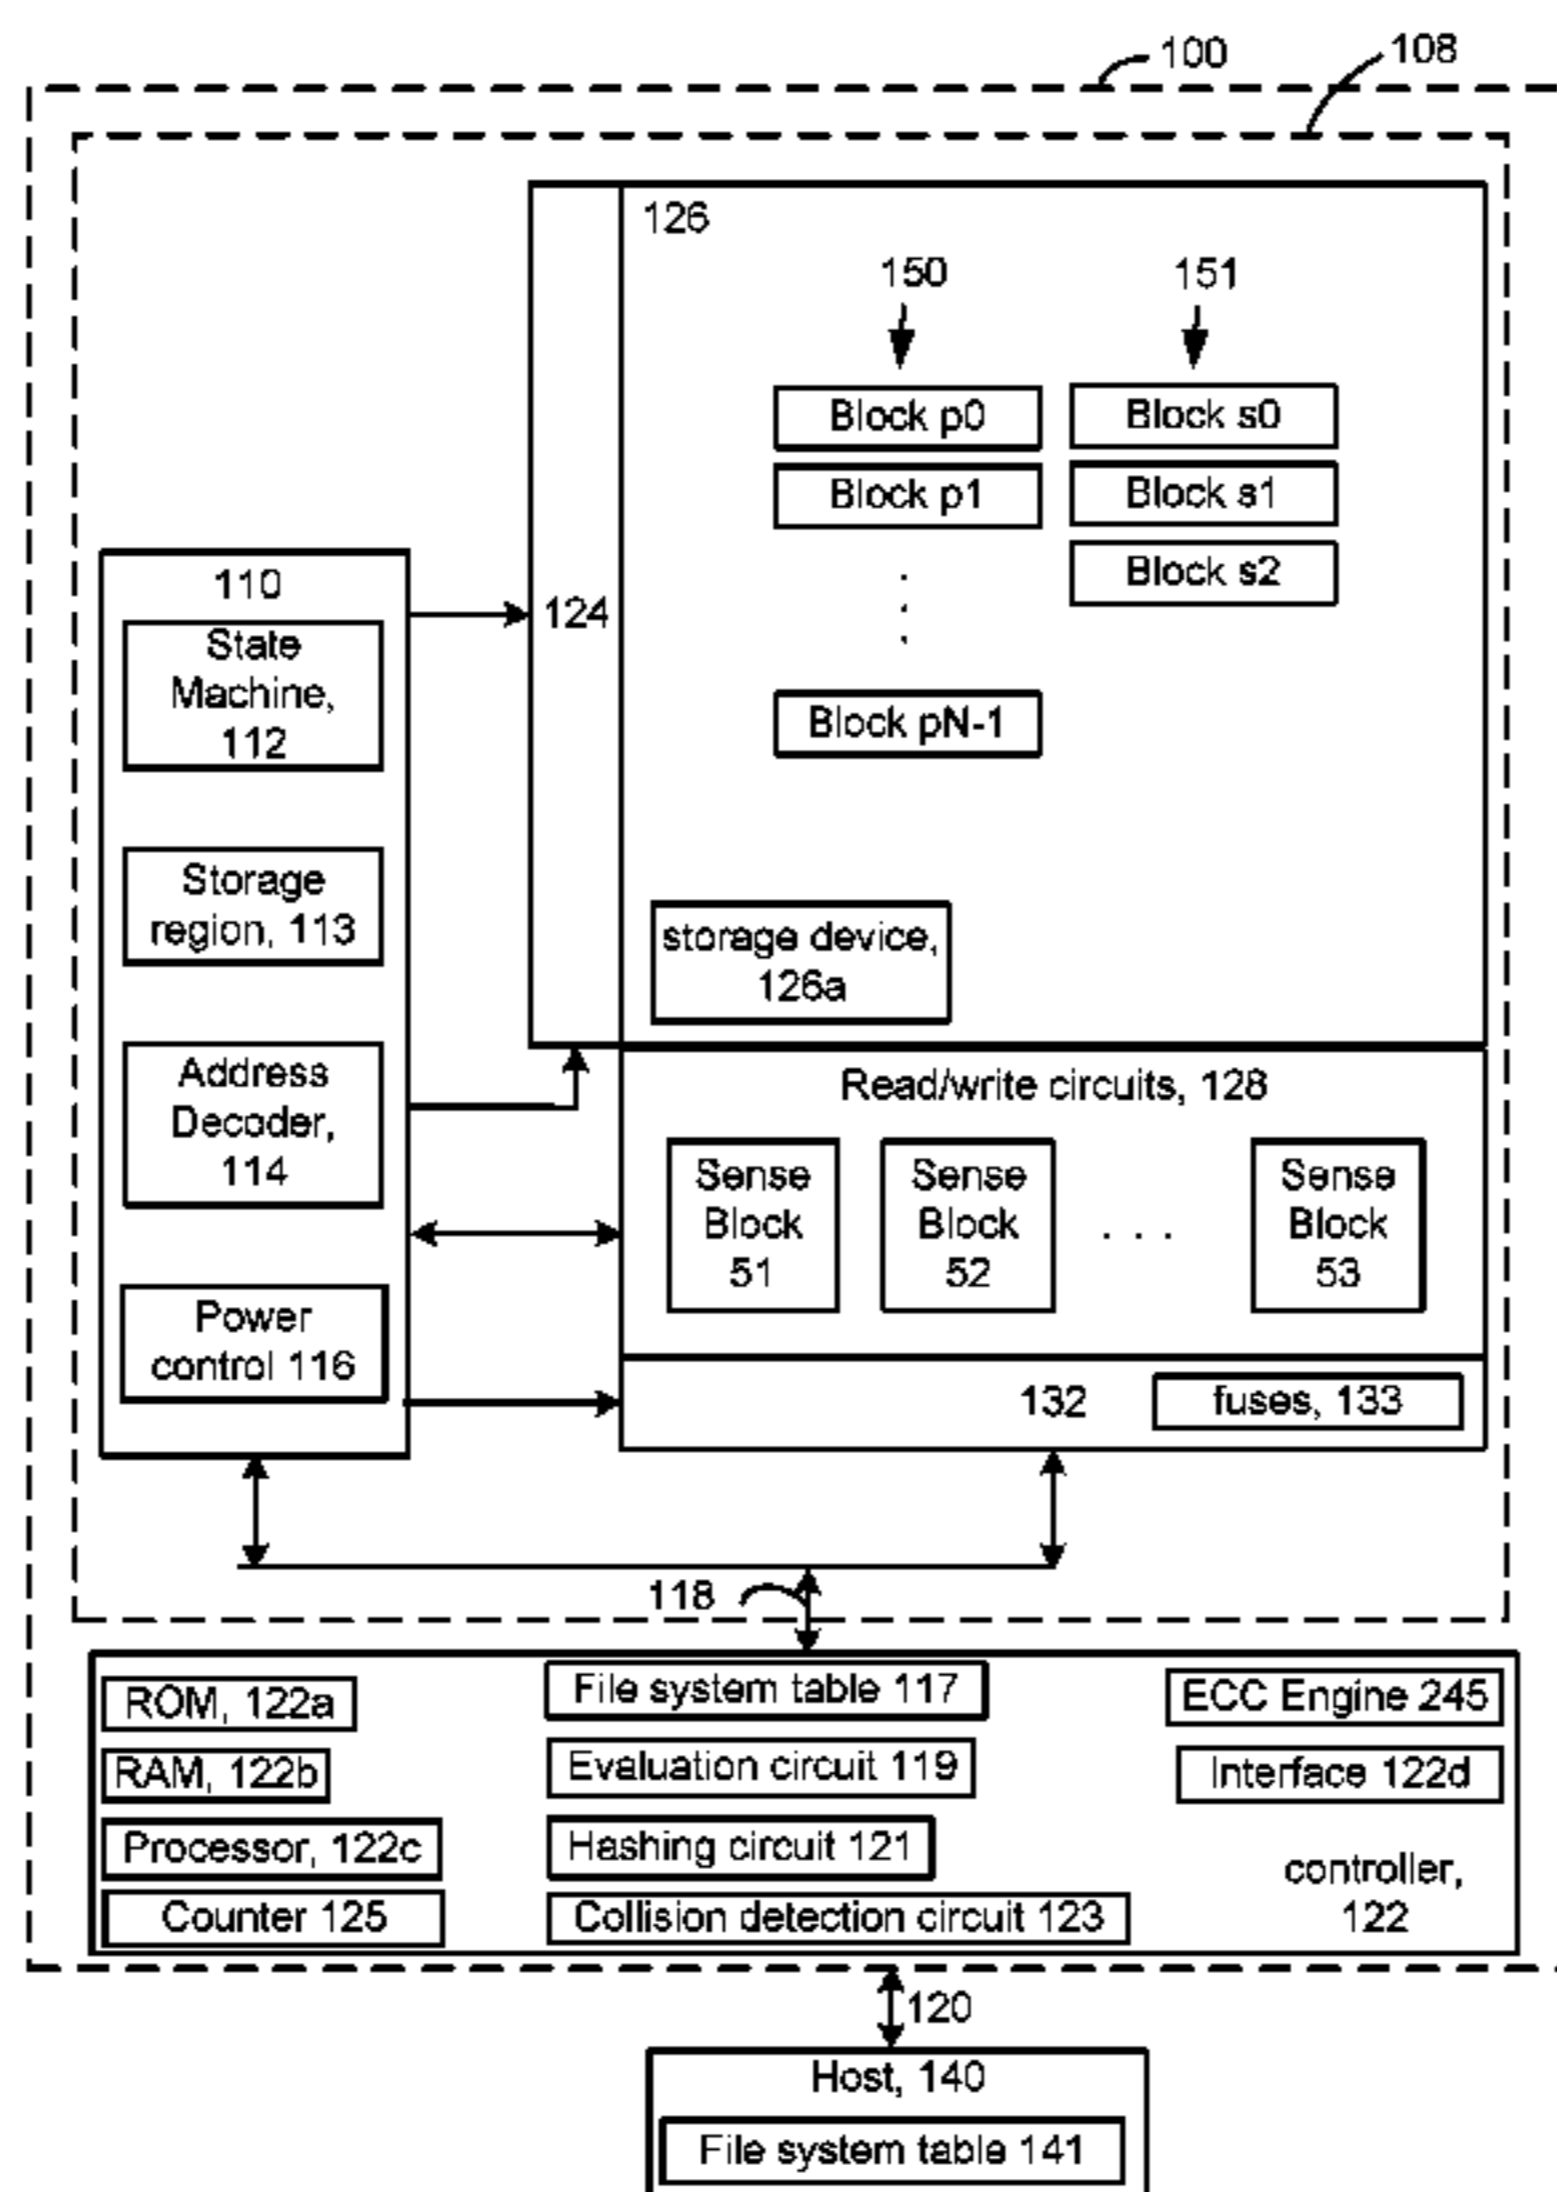 100
108
126
150
151
Block p0
Block s0
Block p1
Block s1
Block s2
.
.
.
Block pN-1
124
110
State
Machine,
112
Storage
region, 113
Address
Decoder,
114
Power
control 116
storage device,
126a
Read/write circuits, 128
Sense
Block
51
Sense
Block
52
. . .
Sense
Block
53
132
fuses, 133
118
ROM, 122a
RAM, 122b
Processor, 122c
Counter 125
File system table 117
Evaluation circuit 119
Hashing circuit 121
Collision detection circuit 123
ECC Engine 245
Interface 122d
controller,
122
120
Host, 140
File system table 141